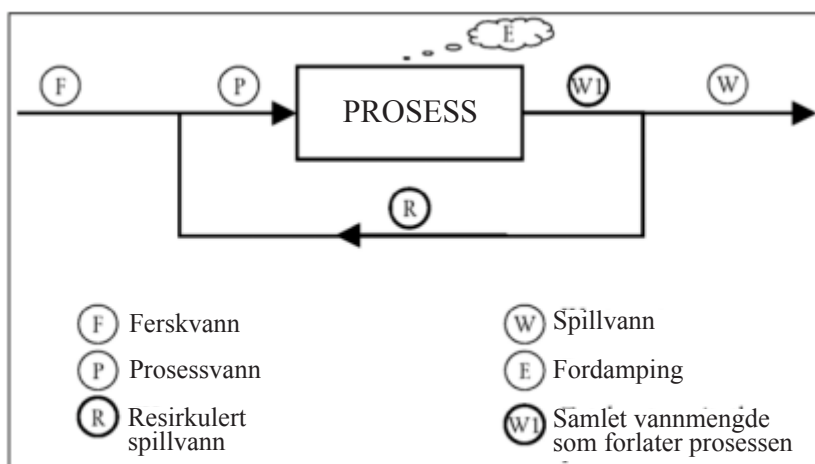 E
F
P
PROSESS
W1
W
R
F Ferskvann
P Prosessvann
R Resirkulert
spillvann
W Spillvann
E Fordamping
W1 Samlet vannmengde
som forlater prosessen